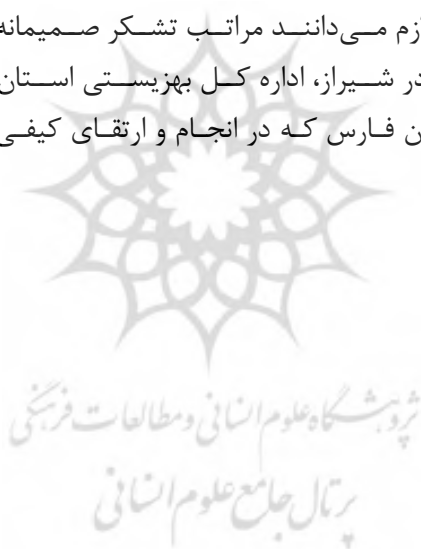 لازم می‌دانند مراتب تشکر صمیمانه
در شیراز، اداره کل بهزیستی استان
ن فارس که در انجام و ارتقای کیفی
پژوهشگاه علوم انسانی و مطالعات فرهنگی
پرتال جامع علوم انسانی